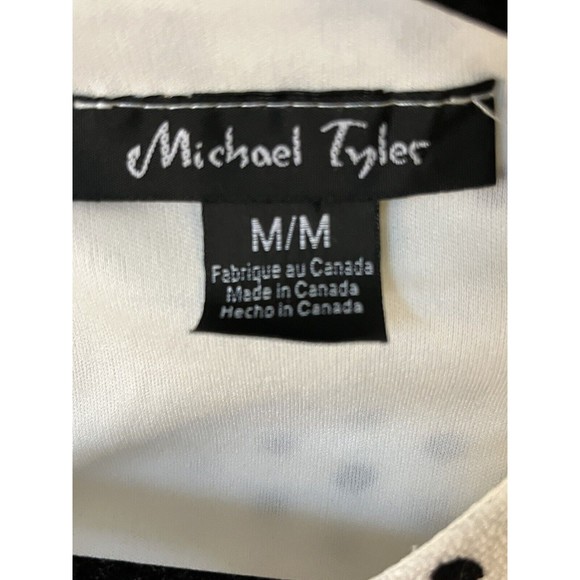 Michael Tyler
M/M
Fabrique au Canada
Made in Canada
Hecho in Canada